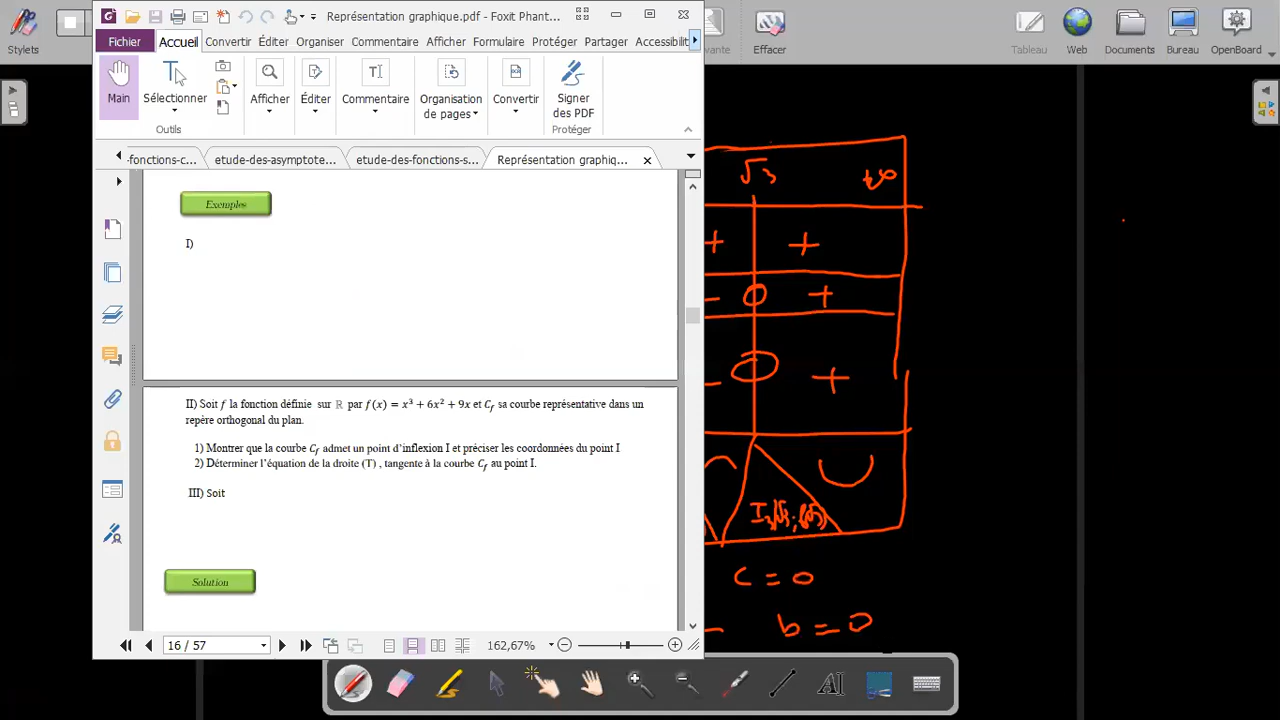 Représentation graphique.pdf - Foxit Phant...
Stylets
Effacer
Tableau
Web
Documents
Bureau
OpenBoard
Fichier
Accueil
Convertir
Éditer
Organiser
Commentaire
Afficher
Formulaire
Protéger
Partager
Accessibilit
Main
Sélectionner
Afficher
Éditer
Commentaire
Organisation de pages
Convertir
Signer des PDF
Outils
Protéger
-fonctions-c...
etude-des-asymptote...
etude-des-fonctions-s...
Représentation graphiq...
Exemples
I)
II) Soit f la fonction définie sur ℝ par f(x) = x³ + 6x² + 9x et C_f sa courbe représentative dans un
repère orthogonal du plan.
1) Montrer que la courbe C_f admet un point d'inflexion I et préciser les coordonnées du point I
2) Déterminer l'équation de la droite (T) , tangente à la courbe C_f au point I.
III) Soit
Solution
√3 +∞
+ +
- 0 +
- 0 +
c = 0
b = 0
16 / 57
162,67%